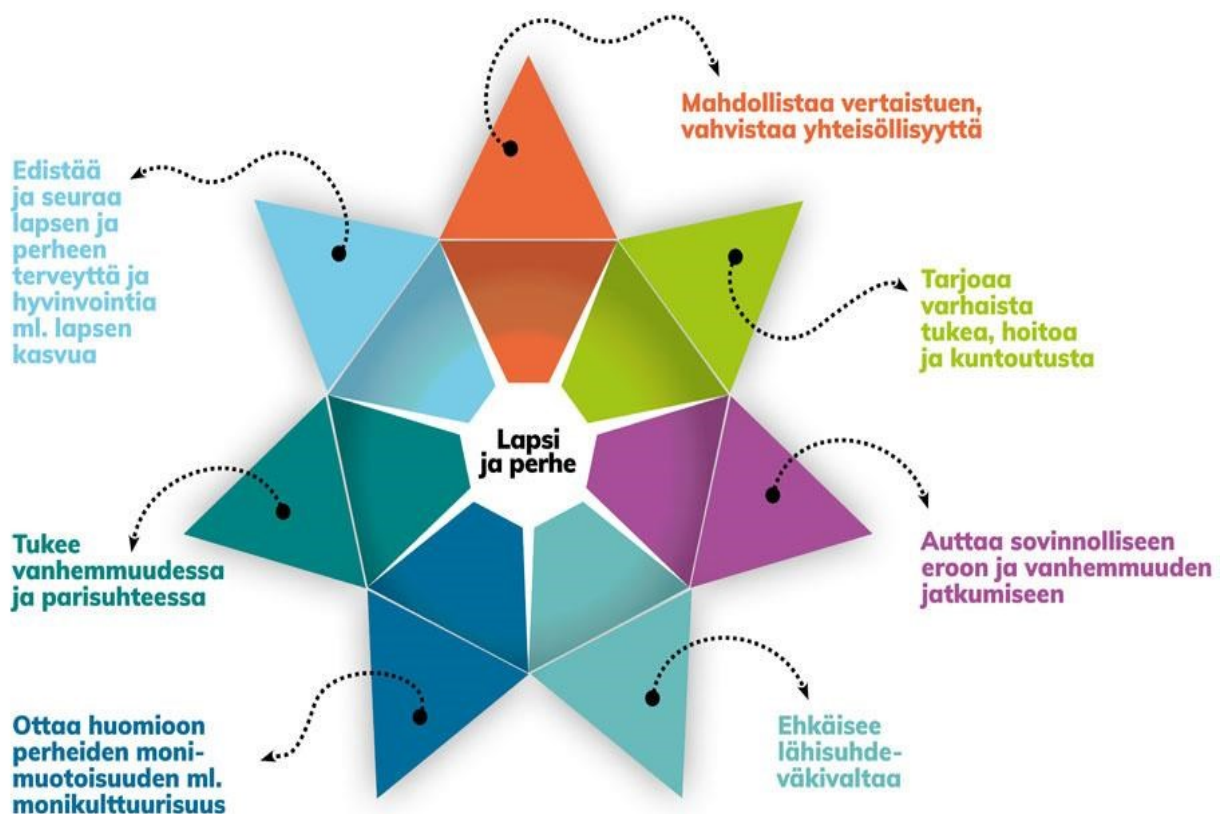 Mahdollistaa vertaistuen,
vahvistaa yhteisöllisyyttä
Edistää
ja seuraa
lapsen ja
perheen
terveyttä ja
hyvinvointia
ml. lapsen
kasvua
Tarjoaa
varhaista
tukea, hoitoa
ja kuntoutusta
Lapsi
ja perhe
Tukee
vanhemmuudessa
ja parisuhteessa
Auttaa sovinnolliseen
eroon ja vanhemmuuden
jatkumiseen
Ottaa huomioon
perheiden moni-
muotoisuuden ml.
monikulttuurisuus
Ehkäisee
lähisuhde-
väkivaltaa